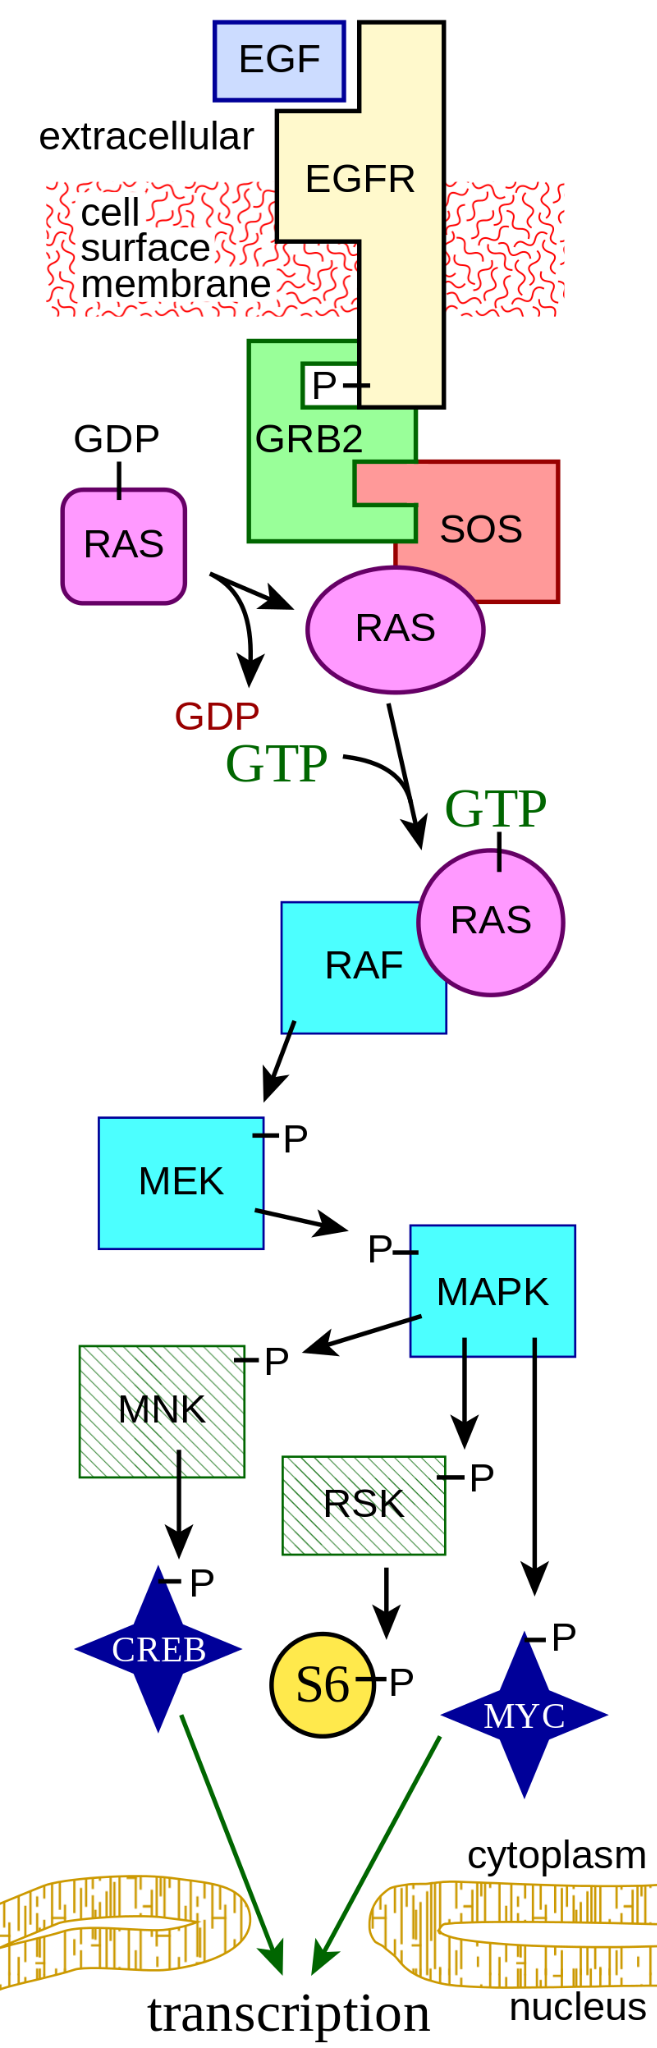 EGF
extracellular
EGFR
cell
surface
membrane
P
GDP
GRB2
RAS
SOS
RAS
GDP
GTP
GTP
RAS
RAF
P
MEK
P
MAPK
P
MNK
P
RSK
P
CREB
P
S6
P
MYC
cytoplasm
nucleus
transcription